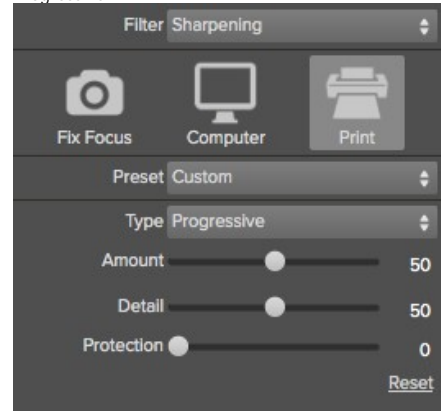 Filter Sharpening
Fix Focus Computer Print
Preset Custom
Type Progressive
Amount 50
Detail 50
Protection 0
Reset